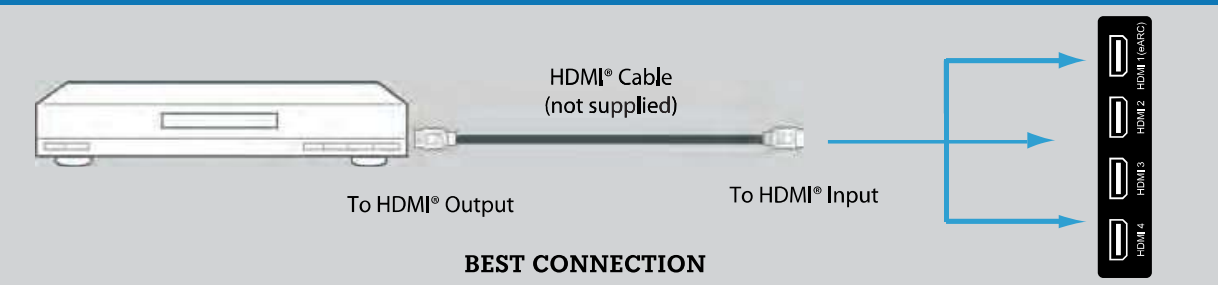 HDMI® Cable
(not supplied)
To HDMI® Output
To HDMI® Input
BEST CONNECTION
HDMI 1(eARC)
HDMI 2
HDMI 3
HDMI 4